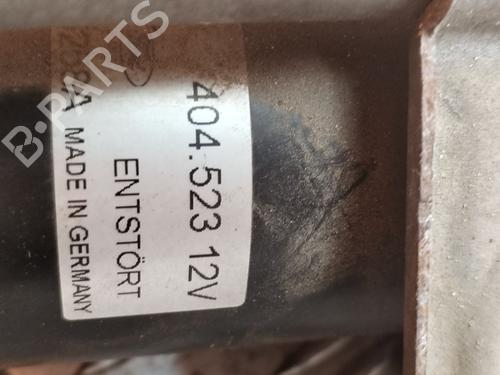 404.523 12V
ENTSTÖRT
MADE IN GERMANY
B-PARTS